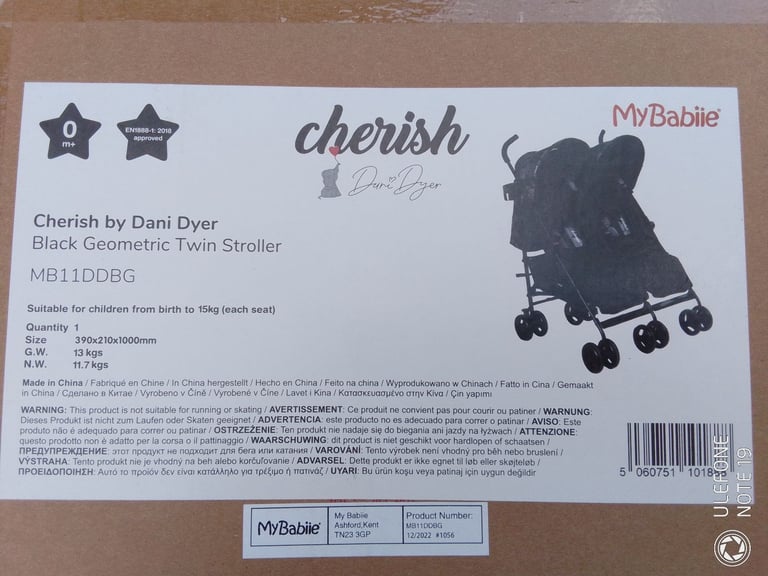 0
m+
EN1888-1: 2018
approved
cherish
Dani Dyer
MyBabiie®
Cherish by Dani Dyer
Black Geometric Twin Stroller
MB11DDBG
Suitable for children from birth to 15kg (each seat)
Quantity 1
Size 390x210x1000mm
G.W. 13 kgs
N.W. 11.7 kgs
Made in China / Fabriqué en Chine / In China hergestellt / Hecho en China / Feito na china / Wyprodukowano w Chinach / Fatto in Cina / Gemaakt
in China / Сделано в Китае / Vyrobeno v Číně / Vyrobené v Číne / Lavet i Kina / Κατασκευασμένο στην Κίνα / Çin yapımı
WARNING: This product is not suitable for running or skating / AVERTISSEMENT: Ce produit ne convient pas pour courir ou patiner / WARNUNG:
Dieses Produkt ist nicht zum Laufen oder Skaten geeignet / ADVERTENCIA: este producto no es adecuado para correr o patinar / AVISO: Este
produto não é adequado para correr ou patinar / OSTRZEŻENIE: Ten produkt nie nadaje się do biegania ani jazdy na łyżwach / ATTENZIONE:
questo prodotto non è adatto per la corsa o il pattinaggio / WAARSCHUWING: dit product is niet geschikt voor hardlopen of schaatsen /
ПРЕДУПРЕЖДЕНИЕ: этот продукт не подходит для бега или катания / VAROVÁNÍ: Tento výrobek není vhodný pro běh nebo bruslení /
VÝSTRAHA: Tento produkt nie je vhodný na beh alebo korčuľovanie / ADVARSEL: Dette produkt er ikke egnet til løb eller skøjteløb /
ΠΡΟΕΙΔΟΠΟΙΗΣΗ: Αυτό το προϊόν δεν είναι κατάλληλο για τρέξιμο ή πατινάζ / UYARI: Bu ürün koşu veya patinaj için uygun değildir
5 060751
MyBabiie®
My Babiie
Ashford,Kent
TN23 3GP
Product Number:
MB11DDBG
12/2022 #1056
ULEFONE
NOTE 19